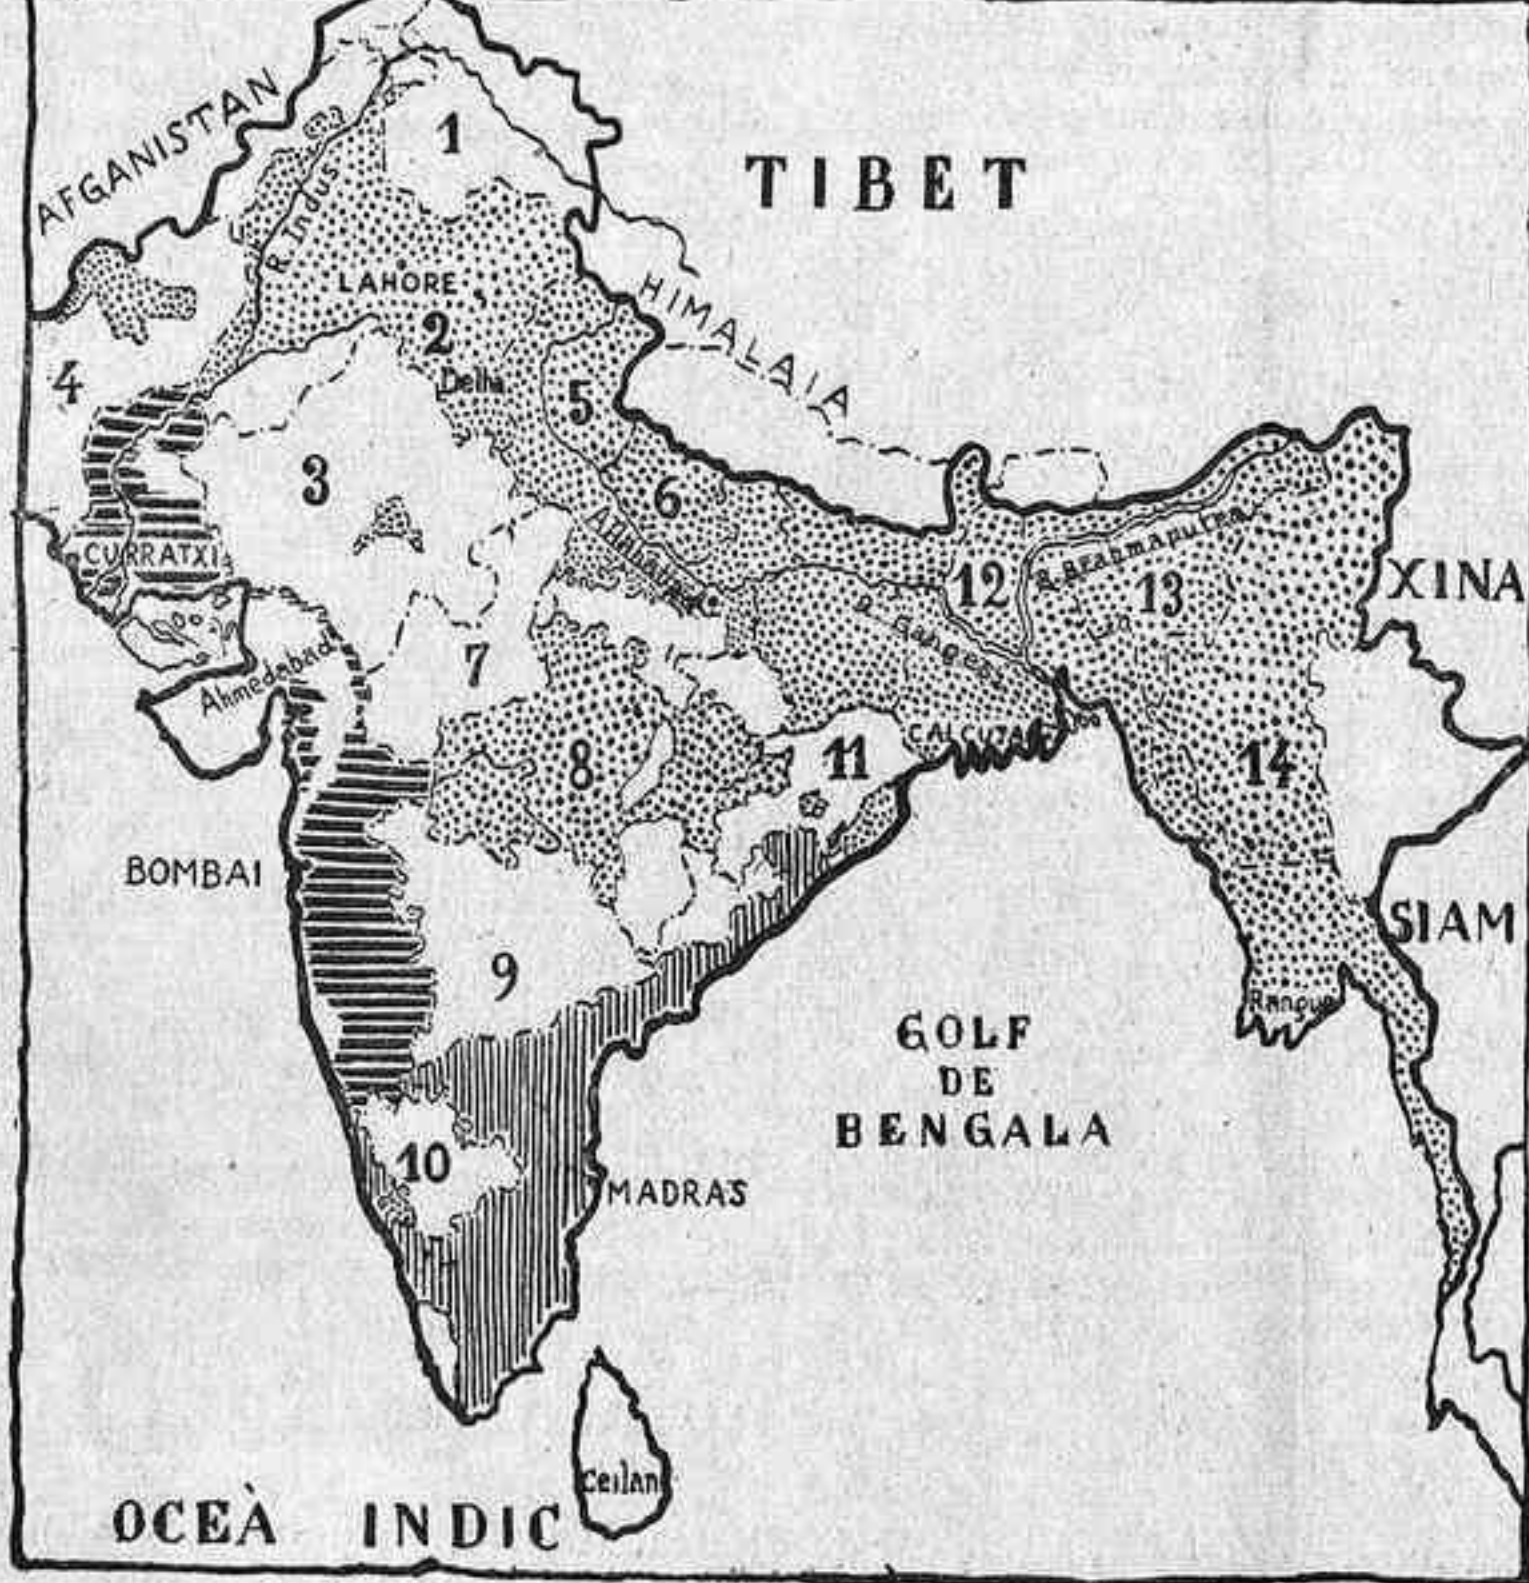 AFGANISTAN
1
TIBET
R. Indus
LAHORE
HIMALAIA
2
4
Delhi
5
3
6
CURRATXI
R. Brahmaputra
XINA
12
13
R. Ganges
7
Ahmedabad
8
11
CALCUTA
14
BOMBAI
SIAM
9
GOLF
DE
BENGALA
10
MADRAS
Ceilan
OCEÀ INDIC